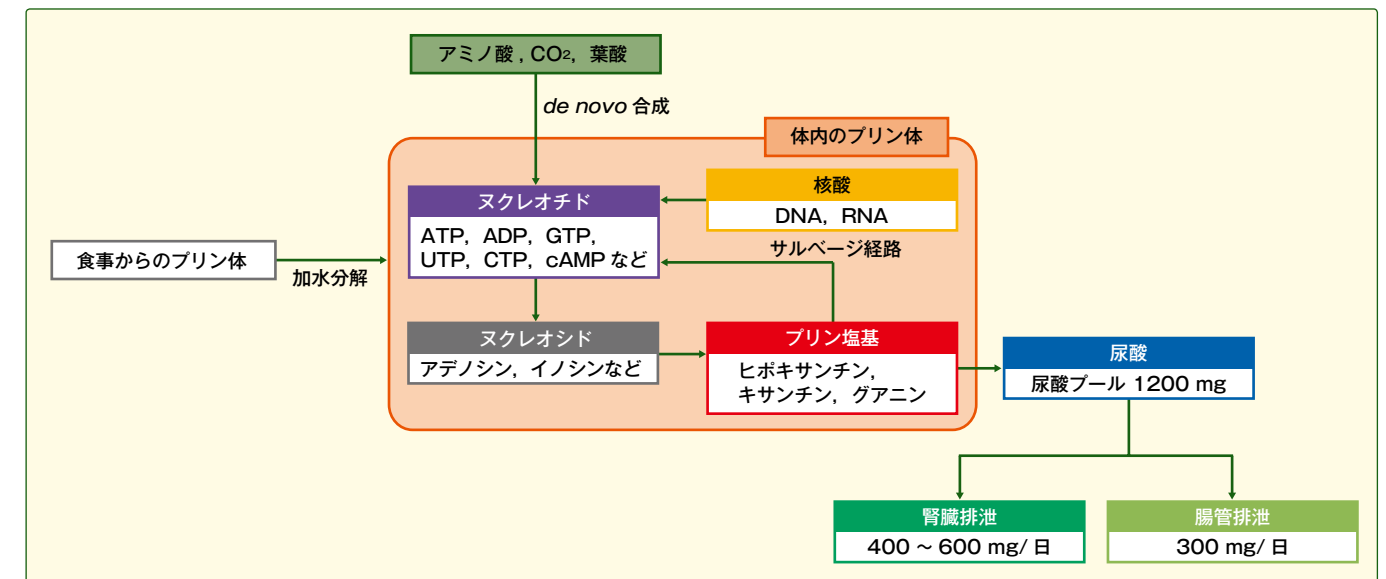 アミノ酸 , CO2, 葉酸
de novo 合成
体内のプリン体
ヌクレオチド
ATP, ADP, GTP,
UTP, CTP, cAMP など
核酸
DNA, RNA
サルベージ経路
食事からのプリン体
加水分解
ヌクレオシド
アデノシン, イノシンなど
プリン塩基
ヒポキサンチン,
キサンチン, グアニン
尿酸
尿酸プール 1200 mg
腎臓排泄
400 ~ 600 mg/ 日
腸管排泄
300 mg/ 日